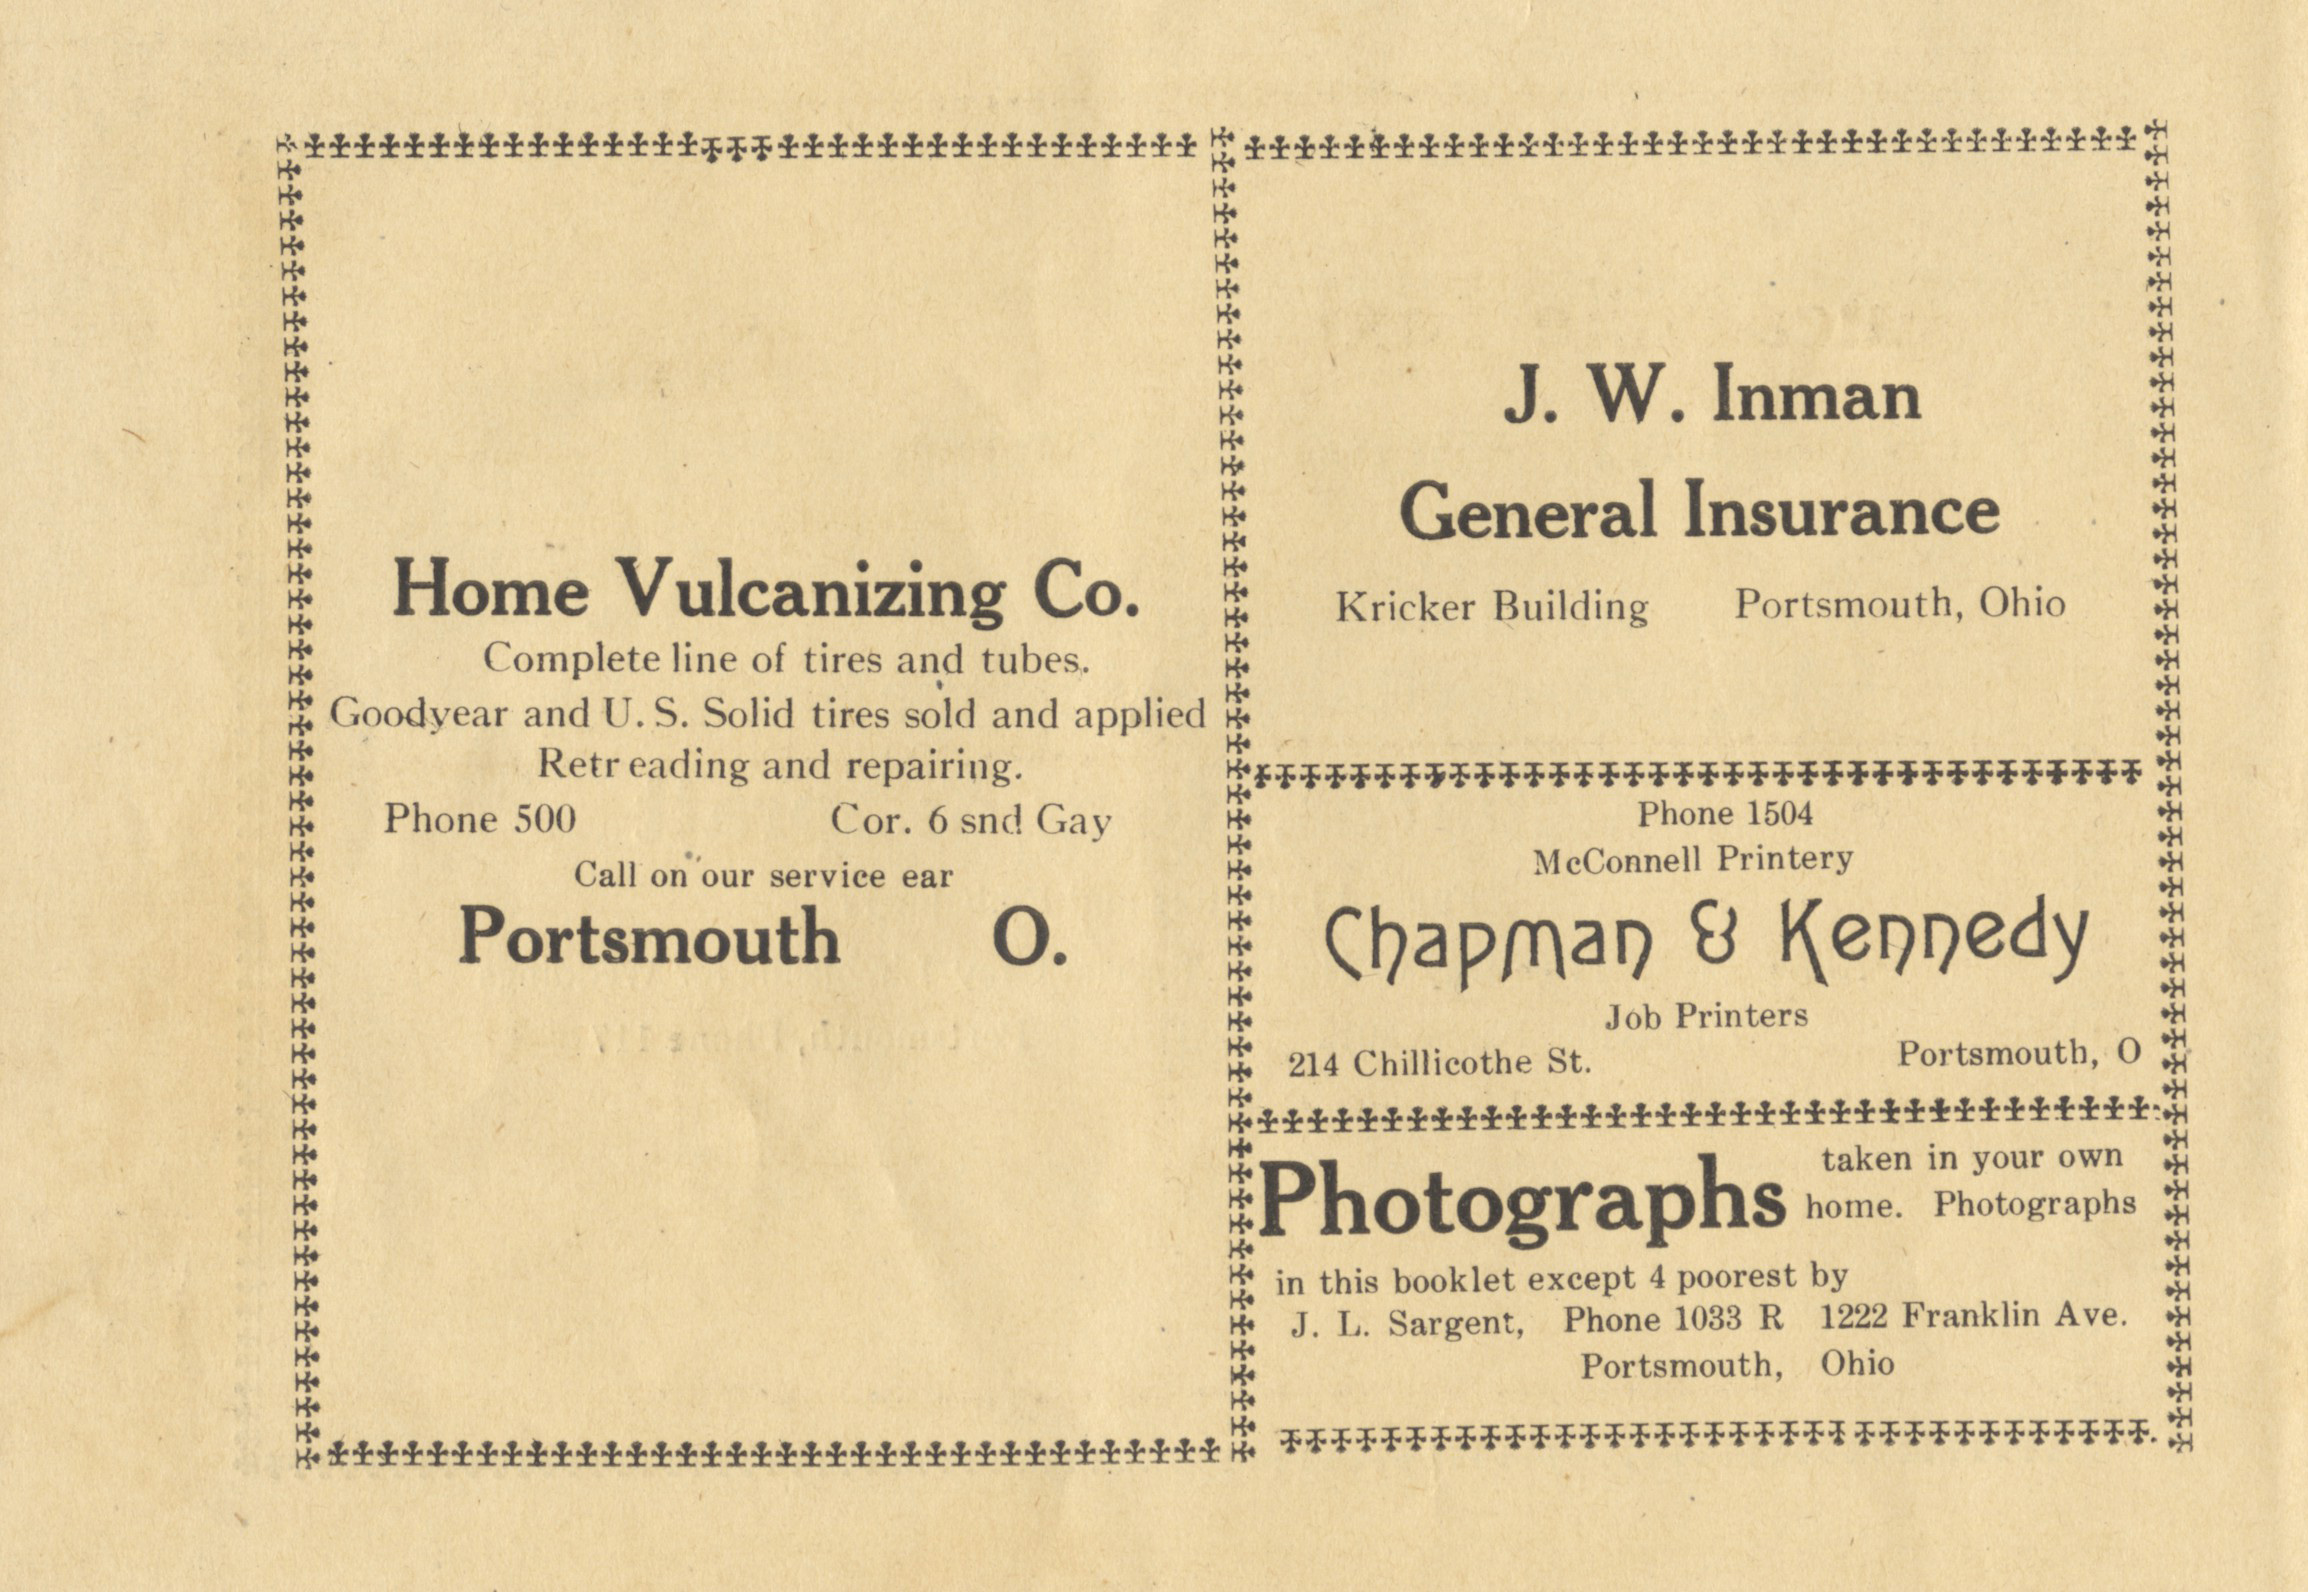 Home Vulcanizing Co.
Complete line of tires and tubes.
Goodyear and U. S. Solid tires sold and applied
Retr eading and repairing.
Phone 500 Cor. 6 snd Gay
Call on our service ear
Portsmouth O.
J. W. Inman
General Insurance
Kricker Building Portsmouth, Ohio
Phone 1504
McConnell Printery
Chapman & Kennedy
Job Printers
214 Chillicothe St. Portsmouth, O
Photographs taken in your own
home. Photographs
in this booklet except 4 poorest by
J. L. Sargent, Phone 1033 R 1222 Franklin Ave.
Portsmouth, Ohio